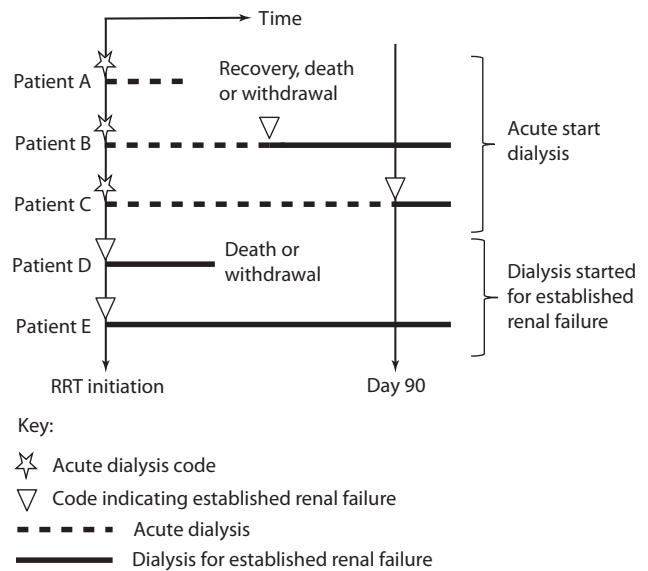 Time
Patient A
Recovery, death
or withdrawal
Patient B
Acute start
dialysis
Patient C
Patient D
Death or
withdrawal
Dialysis started
for established
renal failure
Patient E
RRT initiation
Day 90
Key:
Acute dialysis code
Code indicating established renal failure
Acute dialysis
Dialysis for established renal failure